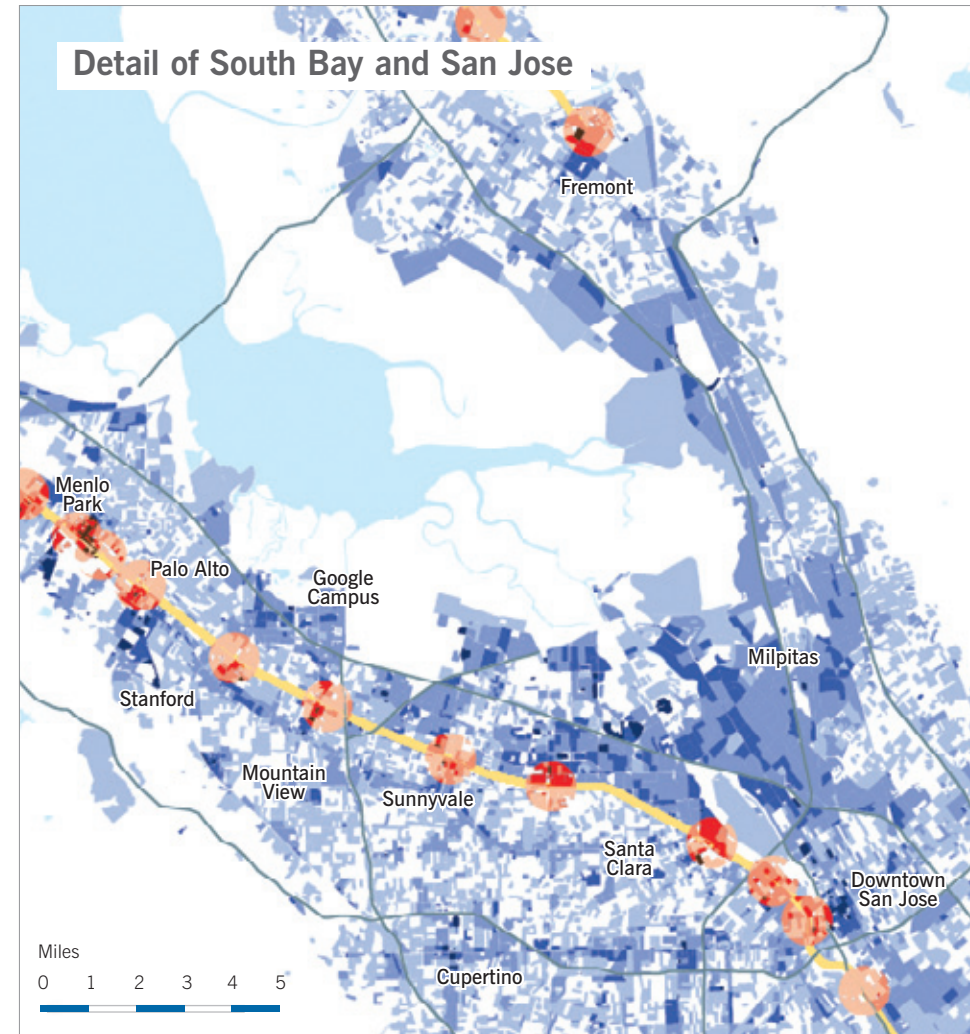 Detail of South Bay and San Jose
Fremont
Menlo
Park
Palo Alto
Google
Campus
Milpitas
Stanford
Mountain
View
Sunnyvale
Santa
Clara
Downtown
San Jose
Cupertino
Miles
0 1 2 3 4 5